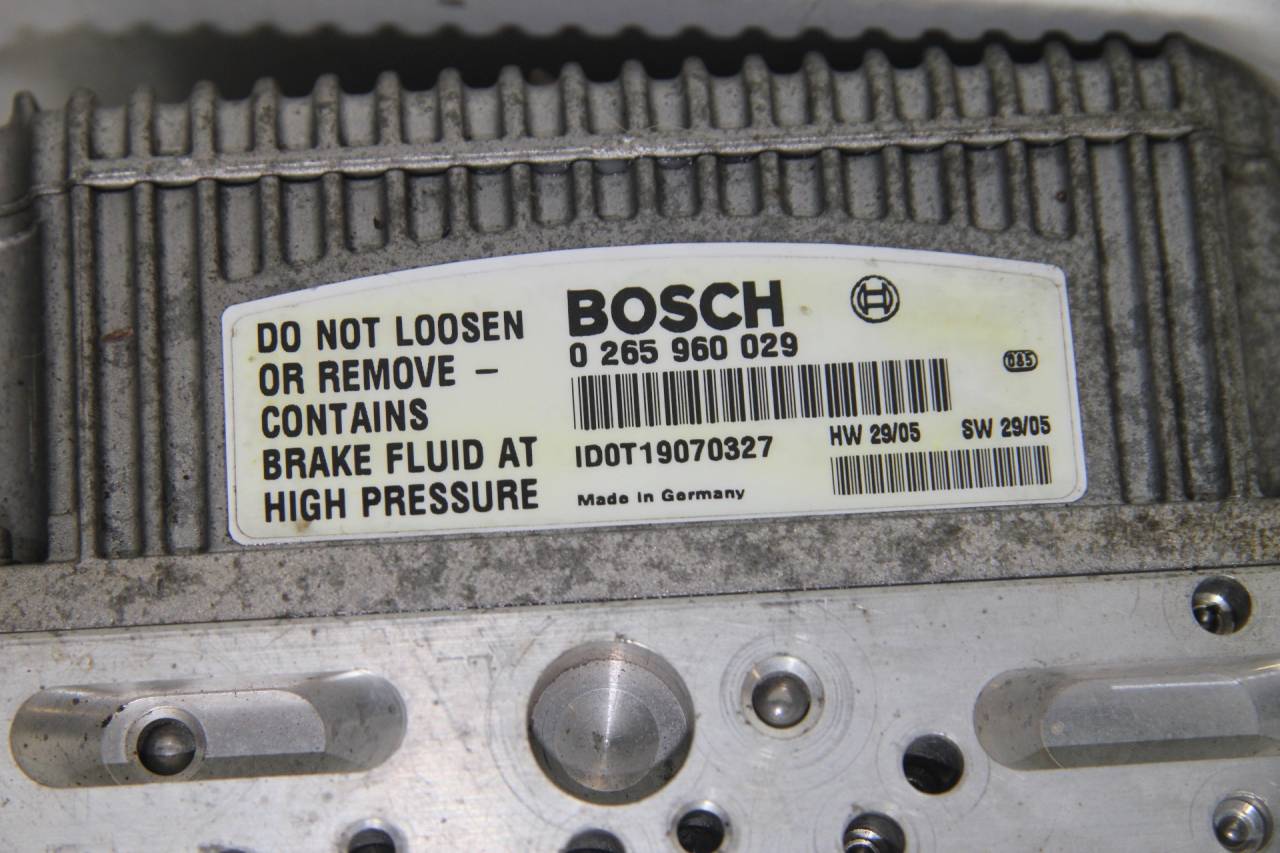 DO NOT LOOSEN
OR REMOVE –
CONTAINS
BRAKE FLUID AT
HIGH PRESSURE
BOSCH
0 265 960 029
085
ID0T19070327
HW 29/05 SW 29/05
Made in Germany